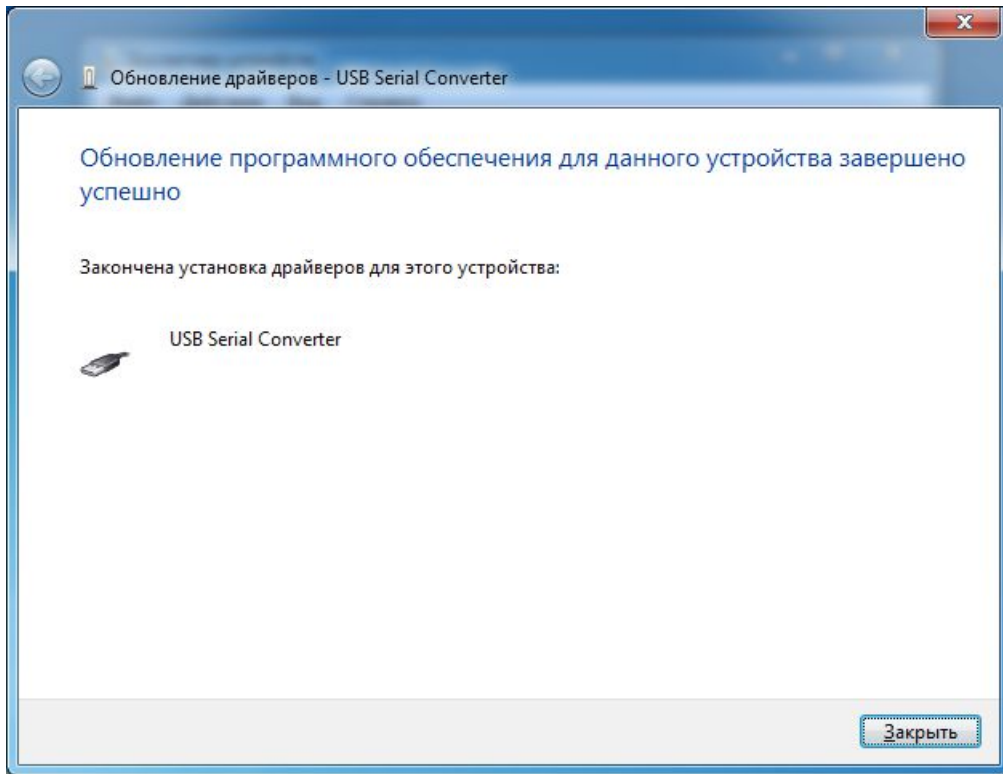 Обновление драйверов - USB Serial Converter
Обновление программного обеспечения для данного устройства завершено
успешно
Закончена установка драйверов для этого устройства:
USB Serial Converter
Закрыть